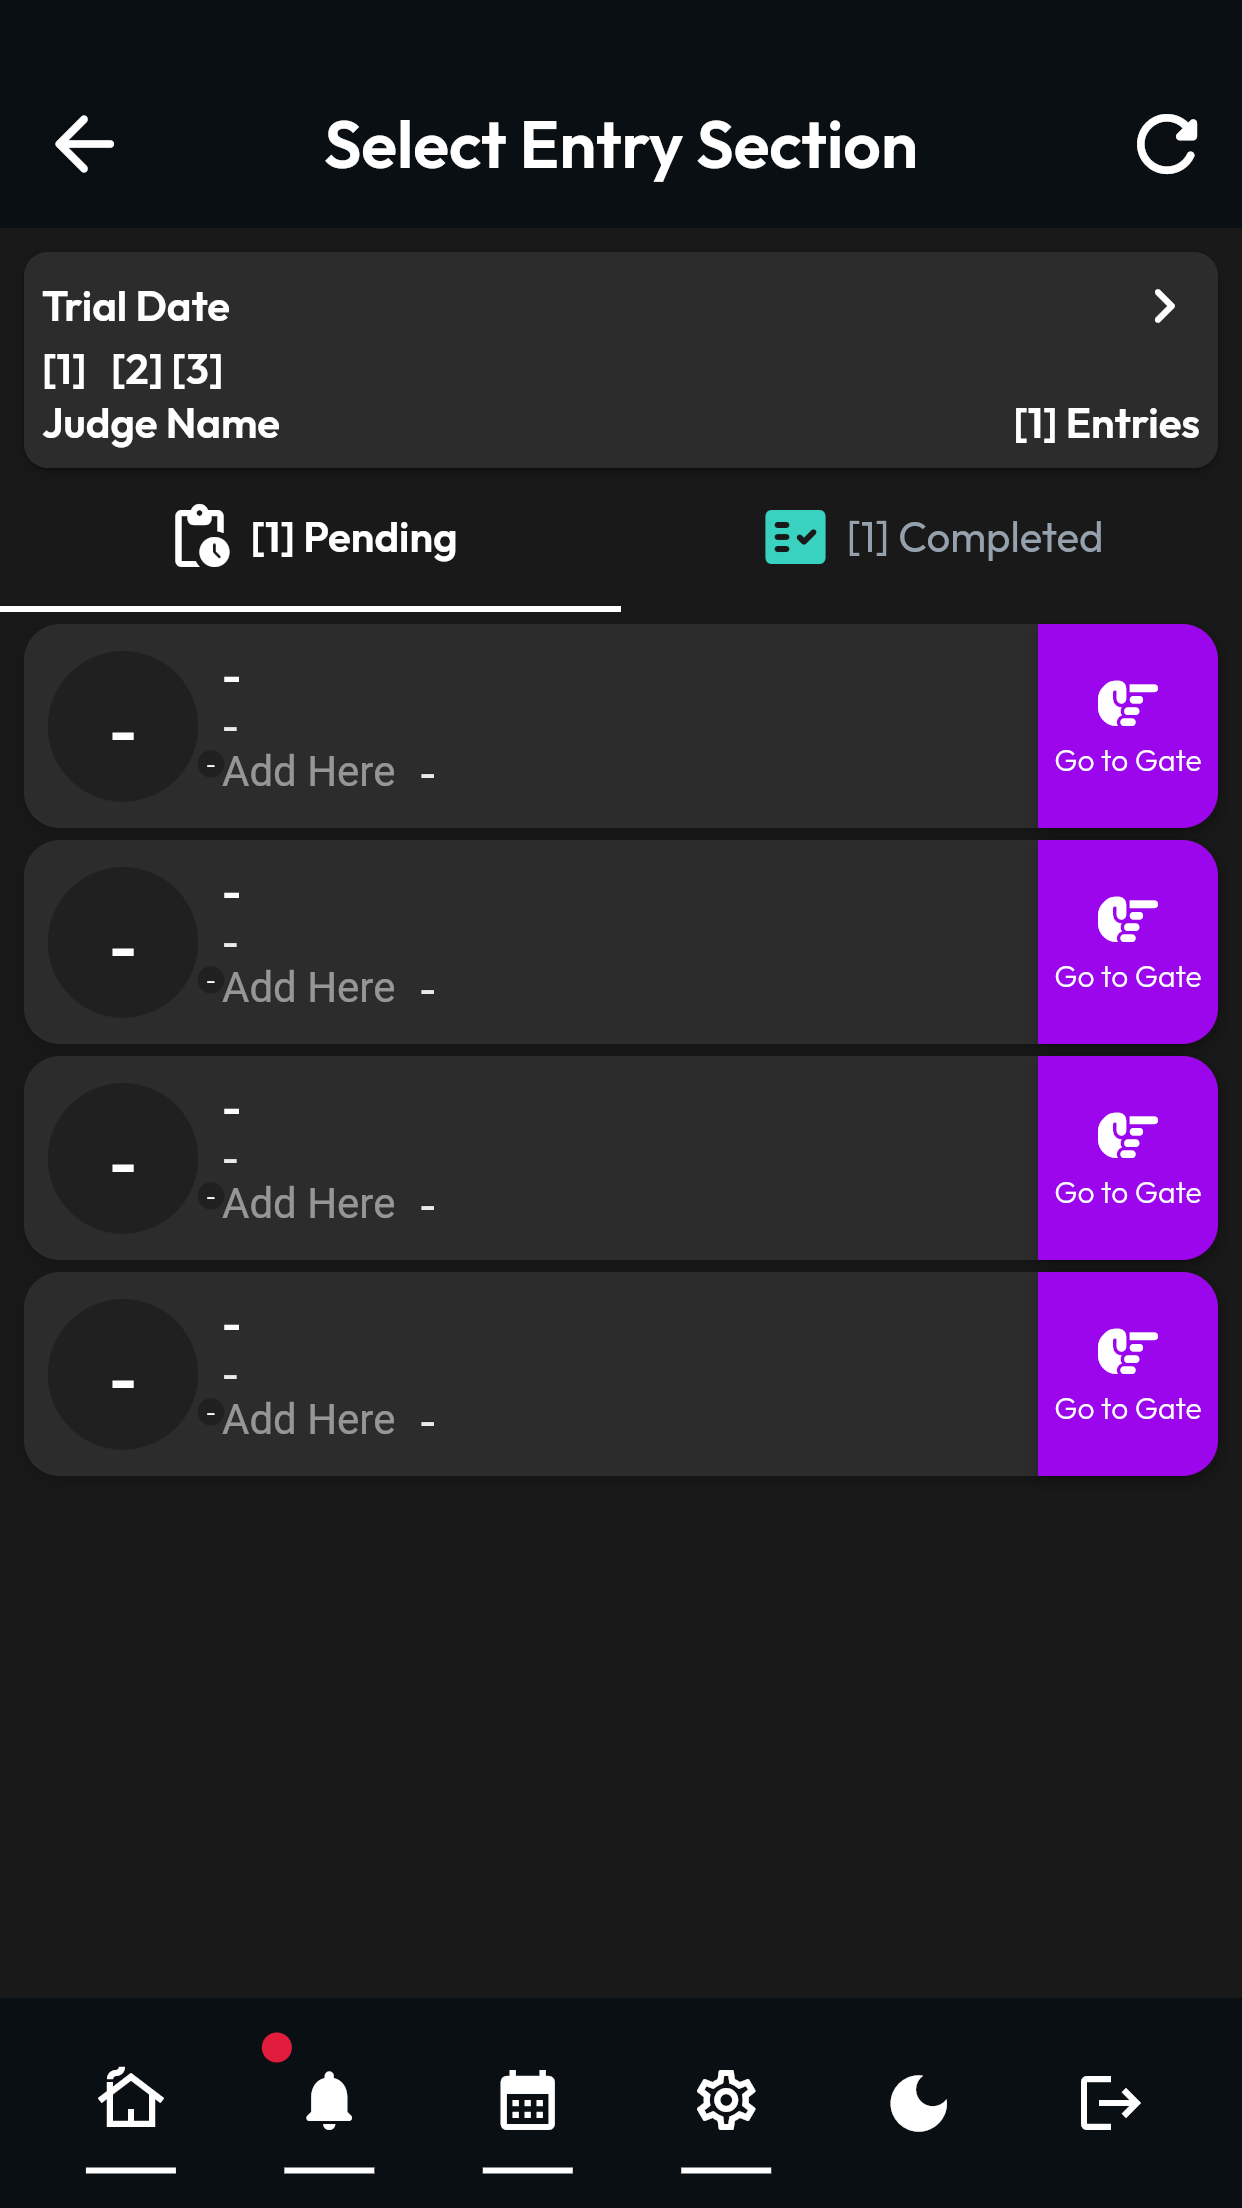 Select Entry Section
Trial Date
[1] [2] [3]
Judge Name [1] Entries
[1] Pending [1] Completed
-
-
-
- Add Here -
Go to Gate
-
-
-
- Add Here -
Go to Gate
-
-
-
- Add Here -
Go to Gate
-
-
-
- Add Here -
Go to Gate